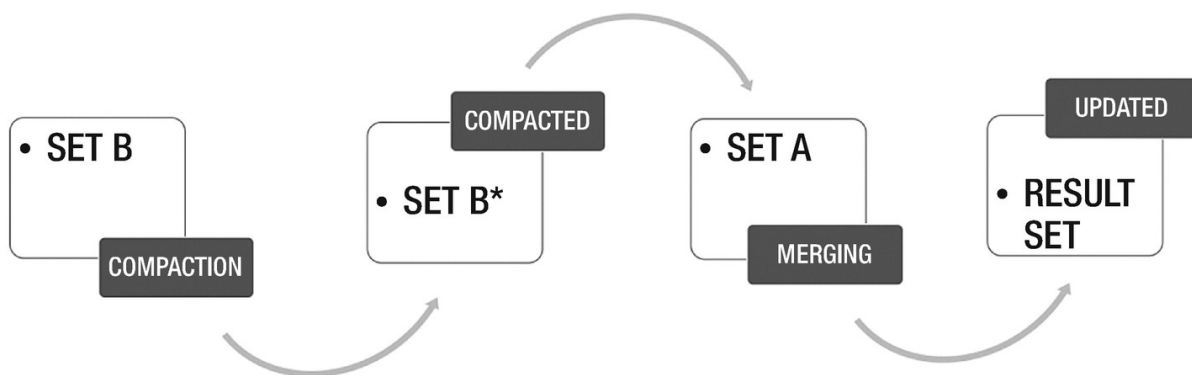 • SET B
COMPACTION
COMPACTED
• SET B*
• SET A
MERGING
UPDATED
• RESULT
SET